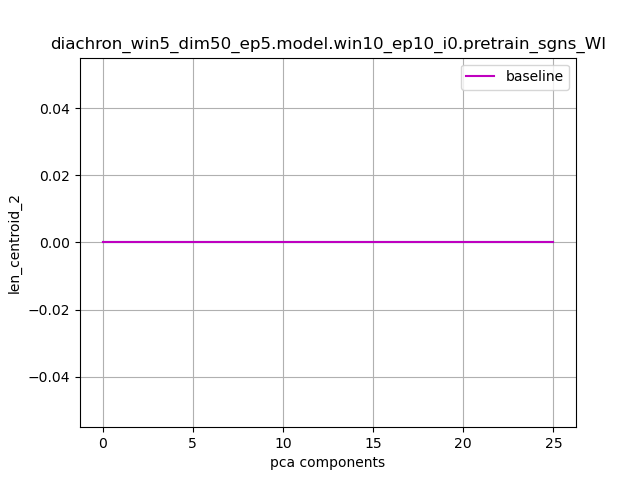 diachron_win5_dim50_ep5.model.win10_ep10_i0.pretrain_sgns_WI
baseline
len_centroid_2
0.04
0.02
0.00
−0.02
−0.04
0 5 10 15 20 25
pca components